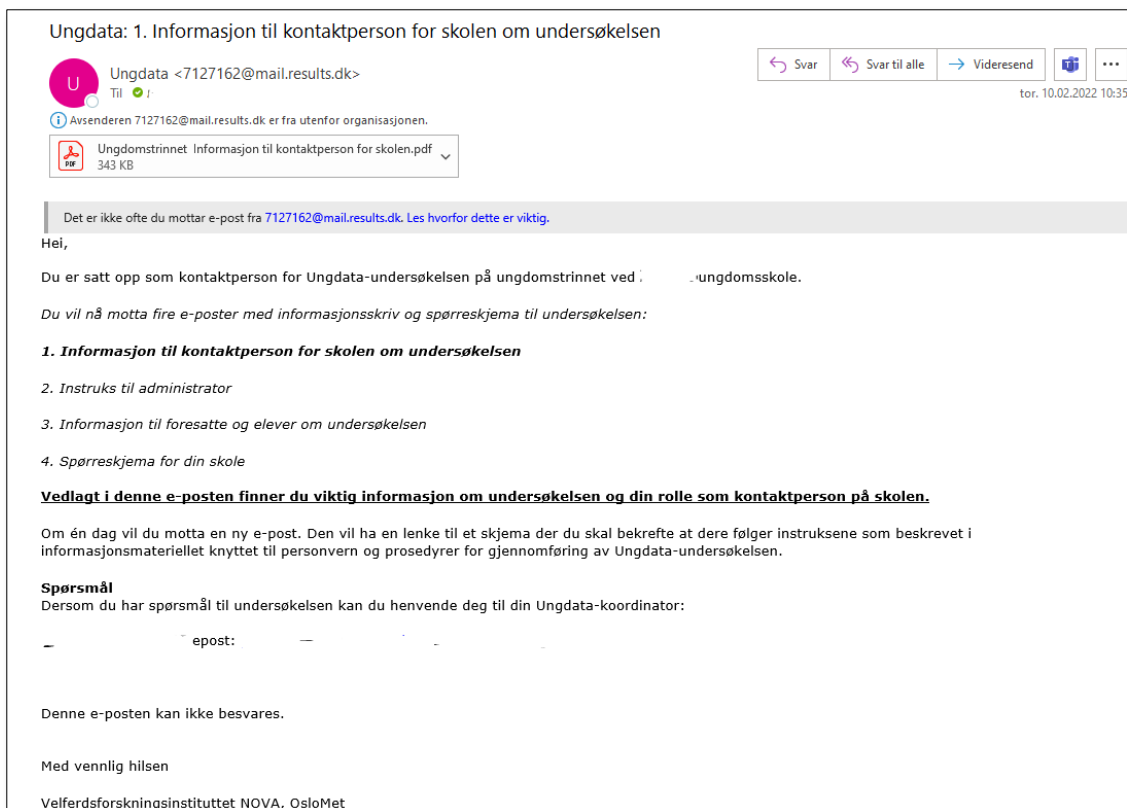 Ungdata: 1. Informasjon til kontaktperson for skolen om undersøkelsen
U
Ungdata <7127162@mail.results.dk>
Til
Svar
Svar til alle
Videresend
tor. 10.02.2022 10:35
Avsenderen 7127162@mail.results.dk er fra utenfor organisasjonen.
PDF
Ungdomstrinnet Informasjon til kontaktperson for skolen.pdf
343 KB
Det er ikke ofte du mottar e-post fra 7127162@mail.results.dk. Les hvorfor dette er viktig.
Hei,
Du er satt opp som kontaktperson for Ungdata-undersøkelsen på ungdomstrinnet ved ungdomsskole.
Du vil nå motta fire e-poster med informasjonsskriv og spørreskjema til undersøkelsen:
1. Informasjon til kontaktperson for skolen om undersøkelsen
2. Instruks til administrator
3. Informasjon til foresatte og elever om undersøkelsen
4. Spørreskjema for din skole
Vedlagt i denne e-posten finner du viktig informasjon om undersøkelsen og din rolle som kontaktperson på skolen.
Om én dag vil du motta en ny e-post. Den vil ha en lenke til et skjema der du skal bekrefte at dere følger instruksene som beskrevet i
informasjonsmateriellet knyttet til personvern og prosedyrer for gjennomføring av Ungdata-undersøkelsen.
Spørsmål
Dersom du har spørsmål til undersøkelsen kan du henvende deg til din Ungdata-koordinator:
epost:
Denne e-posten kan ikke besvares.
Med vennlig hilsen
Velferdsforskningsinstituttet NOVA, OsloMet